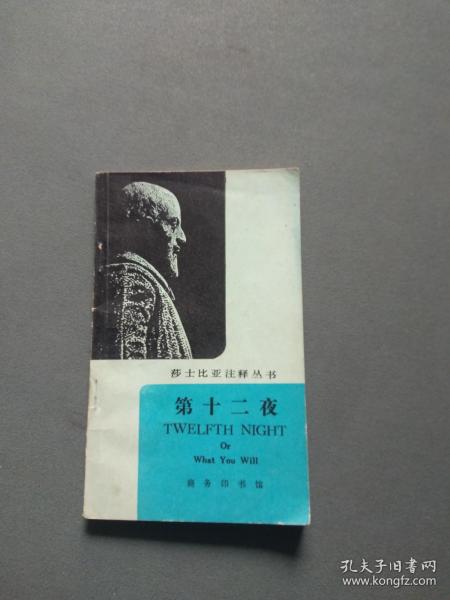 莎士比亚注释丛书
第十二夜
TWELFTH NIGHT
Or
What You Will
商务印书馆
孔夫子旧书网
www.kongfz.com